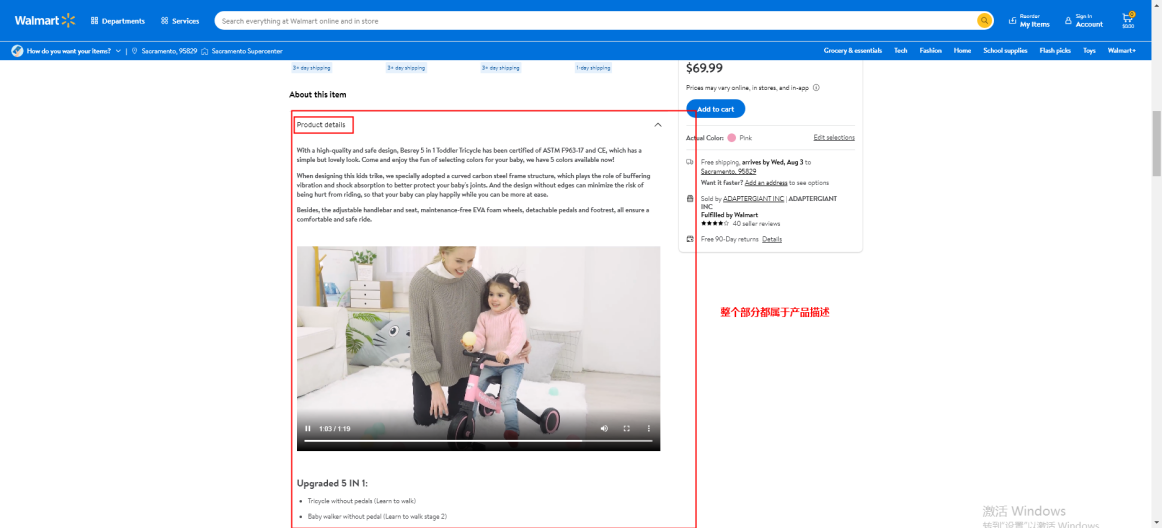 Walmart
Departments
Services
Search everything at Walmart online and in store
Reorder
My Items
Sign In
Account
0
$0.00
How do you want your items?
Sacramento, 95829
Sacramento Supercenter
Grocery & essentials
Tech
Fashion
Home
School supplies
Flash picks
Toys
Walmart+
3+ day shipping
3+ day shipping
3+ day shipping
1-day shipping
$69.99
Prices may vary online, in stores, and in-app
Add to cart
Actual Color: Pink
Edit selections
Free shipping, arrives by Wed, Aug 3 to
Sacramento, 95829
Want it faster? Add an address to see options
Sold by ADAPTERGIANT INC | ADAPTERGIANT
INC
Fulfilled by Walmart
40 seller reviews
Free 90-Day returns Details
About this item
Product details
With a high-quality and safe design, Besrey 5 in 1 Toddler Tricycle has been certified of ASTM F963-17 and CE, which has a
simple but lovely look. Come and enjoy the fun of selecting colors for your baby, we have 5 colors available now!
When designing this kids trike, we specially adopted a curved carbon steel frame structure, which plays the role of buffering
vibration and shock absorption to better protect your baby's joints. And the design without edges can minimize the risk of
being hurt from riding, so that your baby can play happily while you can be more at ease.
Besides, the adjustable handlebar and seat, maintenance-free EVA foam wheels, detachable pedals and footrest, all ensure a
comfortable and safe ride.
整个部分都属于产品描述
1:03 / 1:19
Upgraded 5 IN 1:
Tricycle without pedals (Learn to walk)
Baby walker without pedal (Learn to walk stage 2)
激活 Windows
转到"设置"以激活 Windows